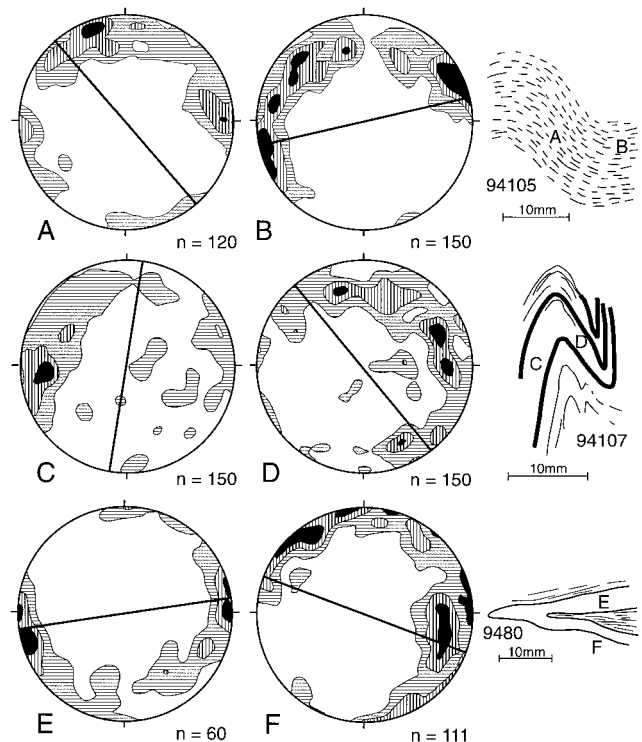 A
n = 120
B
n = 150
A
B
94105
10mm
C
n = 150
D
n = 150
C
D
94107
10mm
E
n = 60
F
n = 111
E
9480
F
10mm